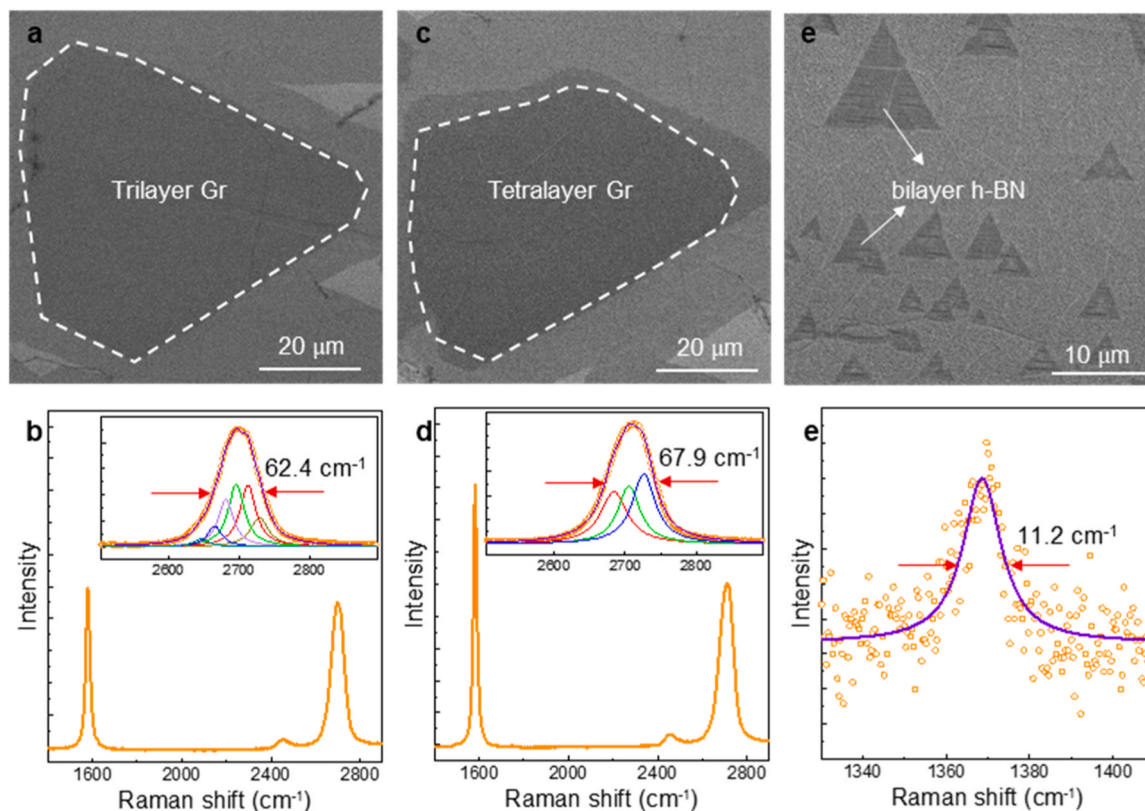 a
Trilayer Gr
20 μm
c
Tetralayer Gr
20 μm
e
bilayer h-BN
10 μm
b
62.4 cm⁻¹
2600 2700 2800
Intensity
1600 2000 2400 2800
Raman shift (cm⁻¹)
d
67.9 cm⁻¹
2600 2700 2800
Intensity
1600 2000 2400 2800
Raman shift (cm⁻¹)
e
11.2 cm⁻¹
Intensity
1340 1360 1380 1400
Raman shift (cm⁻¹)